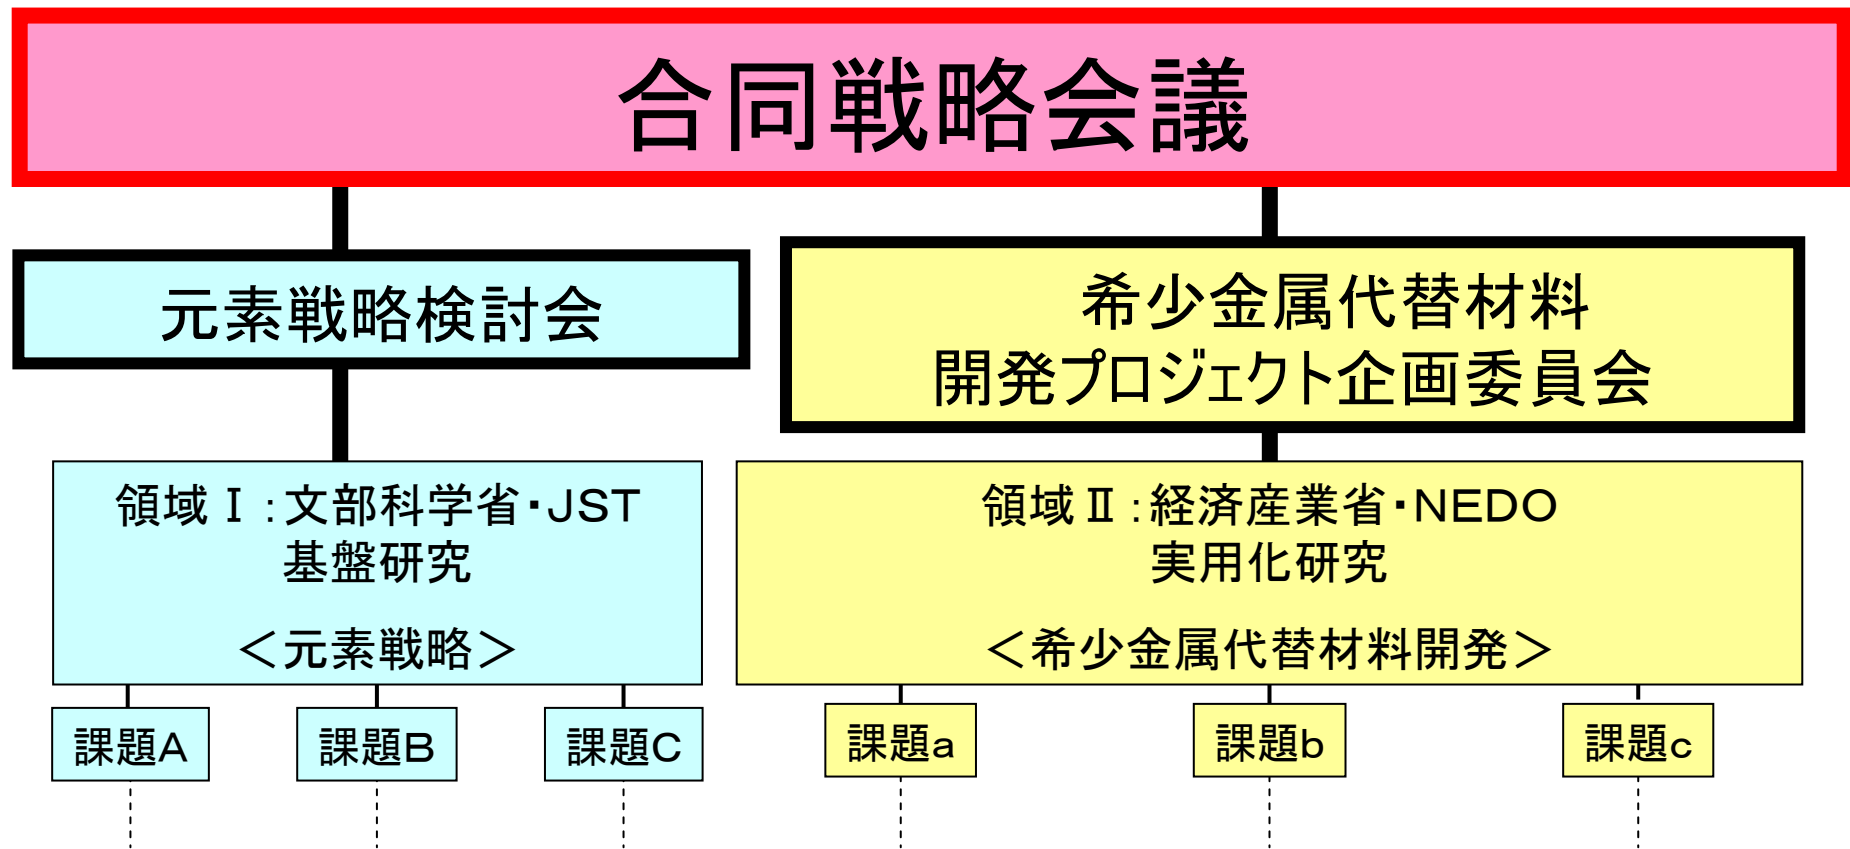 合同戦略会議
元素戦略検討会
希少金属代替材料
開発プロジェクト企画委員会
領域Ⅰ:文部科学省・JST
基盤研究
＜元素戦略＞
領域Ⅱ:経済産業省・NEDO
実用化研究
＜希少金属代替材料開発＞
課題A
課題B
課題C
課題a
課題b
課題c